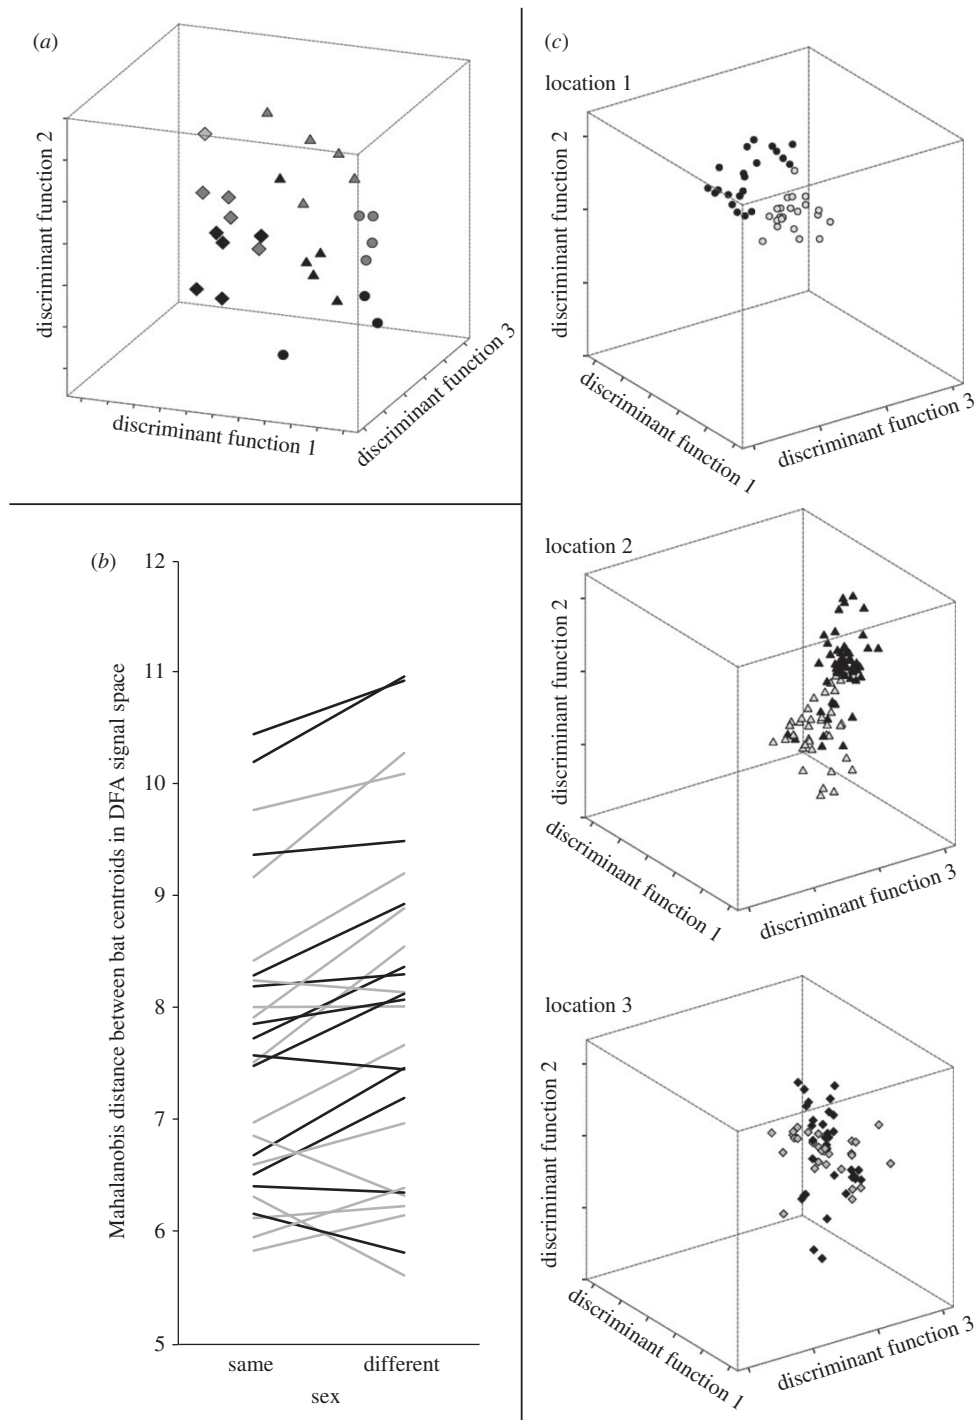 (a)
discriminant function 2
discriminant function 1
discriminant function 3
(b)
Mahalanobis distance between bat centroids in DFA signal space
12
11
10
9
8
7
6
5
same
different
sex
(c)
location 1
discriminant function 2
discriminant function 1
discriminant function 3
location 2
discriminant function 2
discriminant function 1
discriminant function 3
location 3
discriminant function 2
discriminant function 1
discriminant function 3